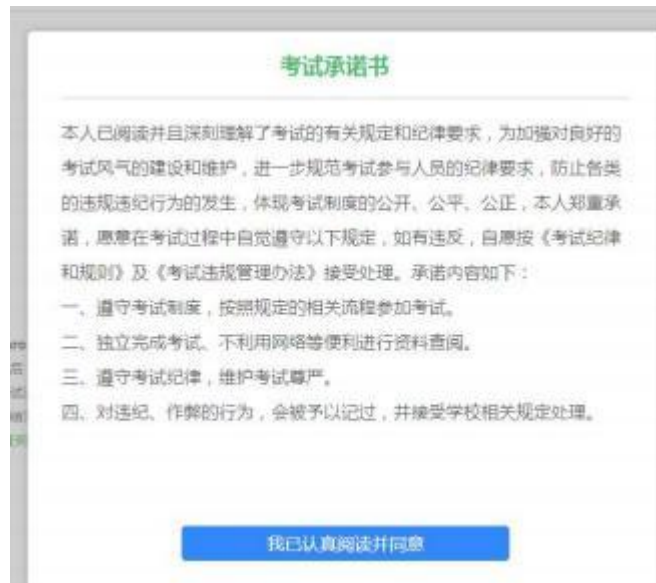 考试承诺书
本人已阅读并且深刻理解了考试的有关规定和纪律要求，为加强对良好的
考试风气的建设和维护，进一步规范考试参与人员的纪律要求，防止各类
的违规违纪行为的发生，体现考试制度的公开、公平、公正，本人郑重承
诺，愿意在考试过程中自觉遵守以下规定，如有违反，自愿按《考试纪律
和规则》及《考试违规管理办法》接受处理。承诺内容如下：
一、遵守考试制度，按照规定的相关流程参加考试。
二、独立完成考试、不利用网络等便利进行资料查阅。
三、遵守考试纪律，维护考试尊严。
四、对违纪、作弊的行为，会被予以记过，并接受学校相关规定处理。
我已认真阅读并同意